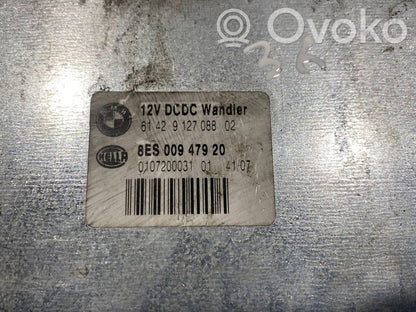 Ovoko
36
12V DCDC Wandler
61 42 9 127 088 02
HELLA
8ES 009 479 20
0107200031 01 41/07